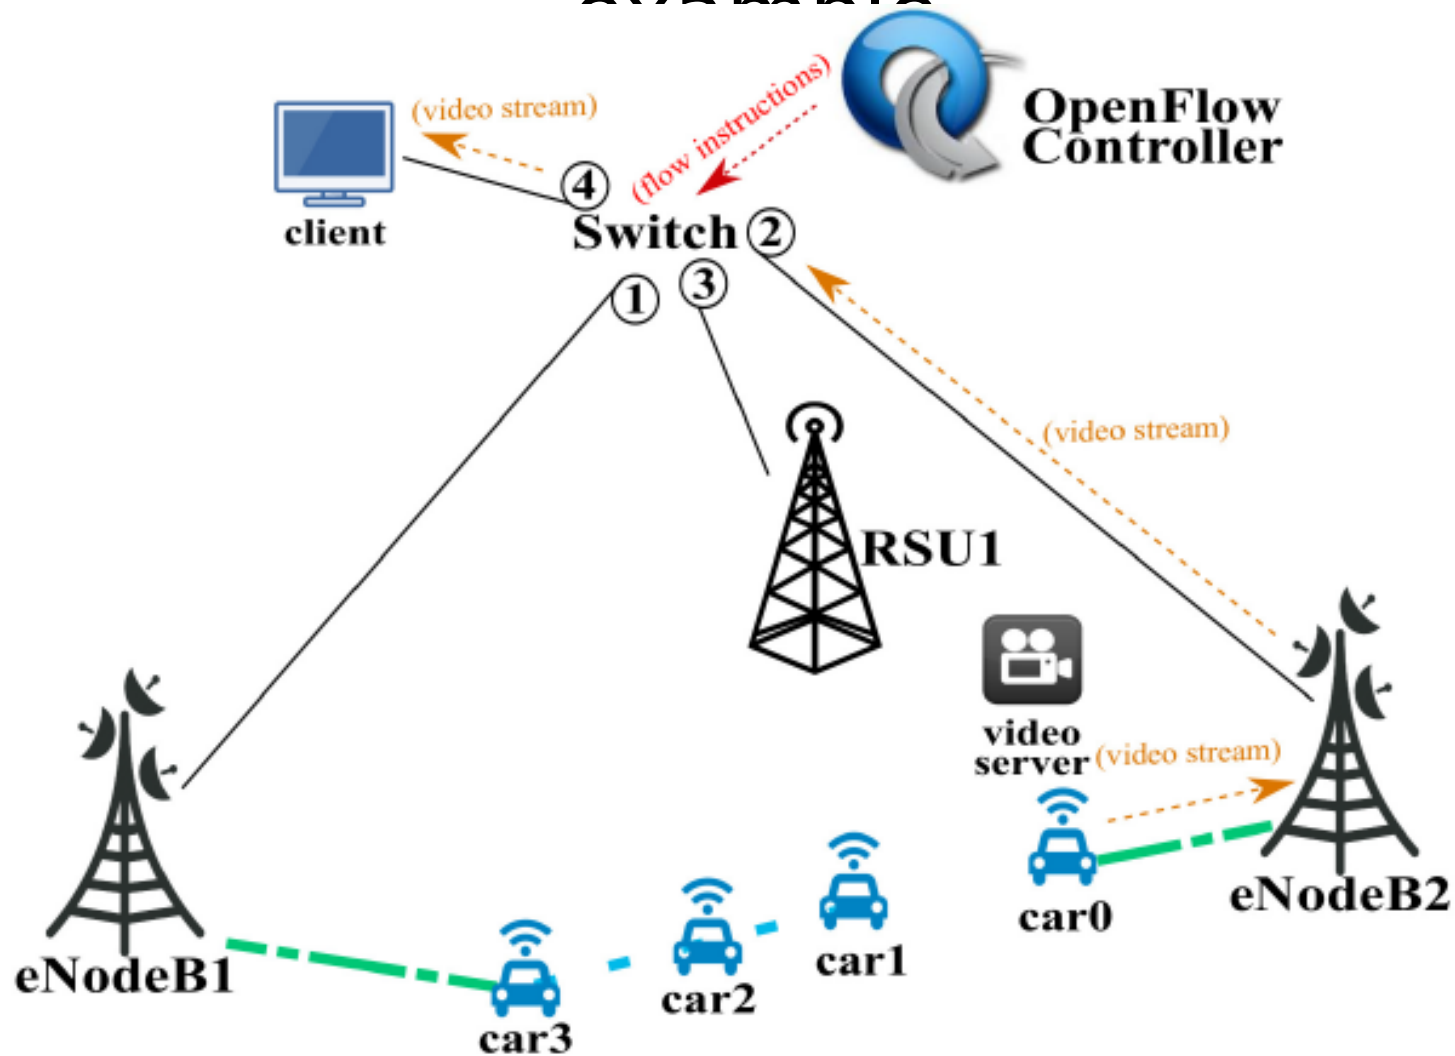 example
(video stream)
(flow instructions)
OpenFlow
Controller
client
4
Switch
2
1
3
(video stream)
RSU1
video
server
(video stream)
eNodeB2
car0
car1
eNodeB1
car2
car3